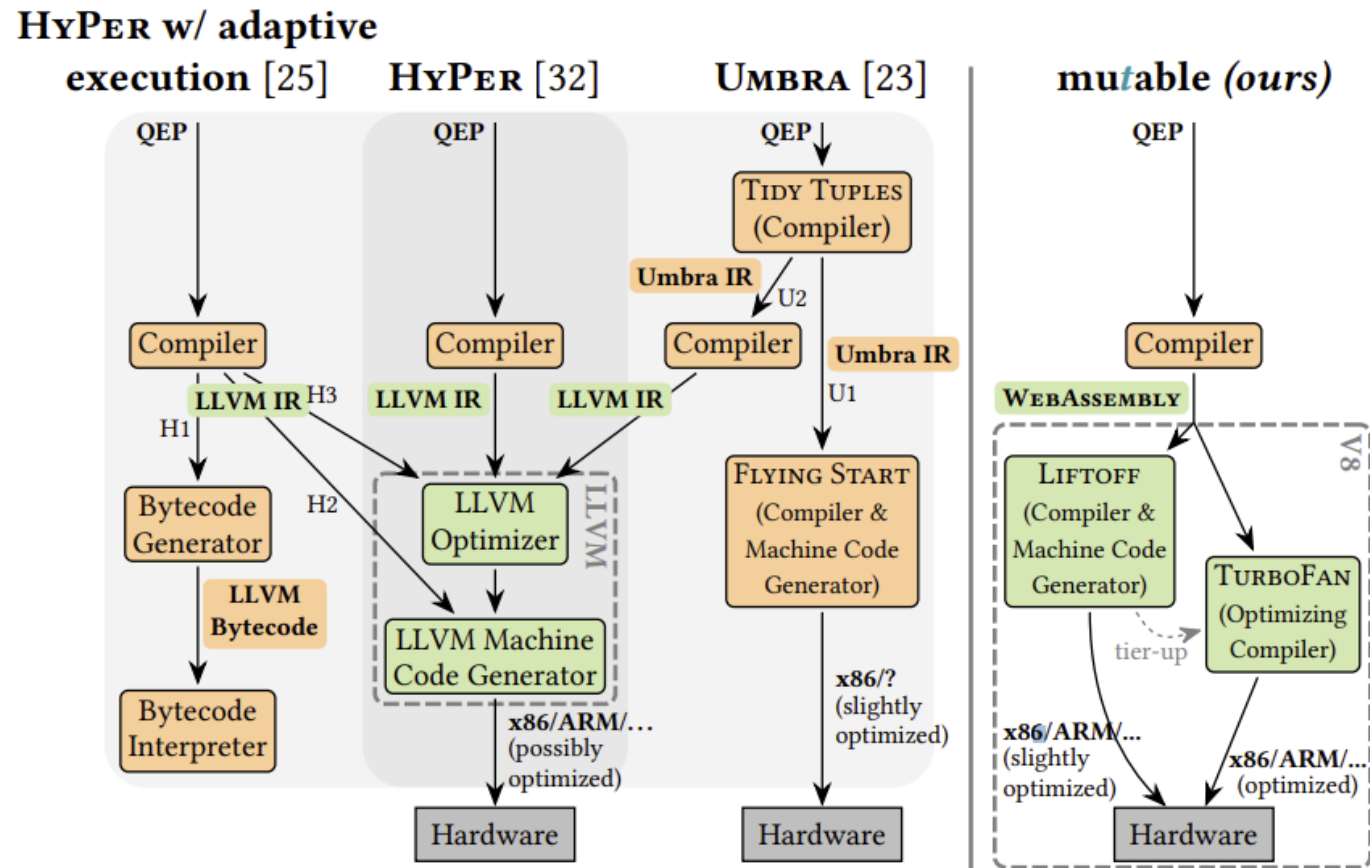 HYPER w/ adaptive
execution [25]
HYPER [32]
UMBRA [23]
mutable (ours)
QEP
QEP
QEP
QEP
TIDY TUPLES
(Compiler)
Umbra IR
U2
Compiler
Compiler
Compiler
Umbra IR
Compiler
LLVM IR
H3
LLVM IR
LLVM IR
U1
WEBASSEMBLY
H1
V8
H2
Bytecode
Generator
LLVM
Optimizer
LLVM
FLYING START
(Compiler &
Machine Code
Generator)
LIFTOFF
(Compiler &
Machine Code
Generator)
TURBOFAN
(Optimizing
Compiler)
tier-up
LLVM
Bytecode
LLVM Machine
Code Generator
Bytecode
Interpreter
x86/ARM/...
(possibly
optimized)
x86/?
(slightly
optimized)
x86/ARM/...
(slightly
optimized)
x86/ARM/...
(optimized)
Hardware
Hardware
Hardware